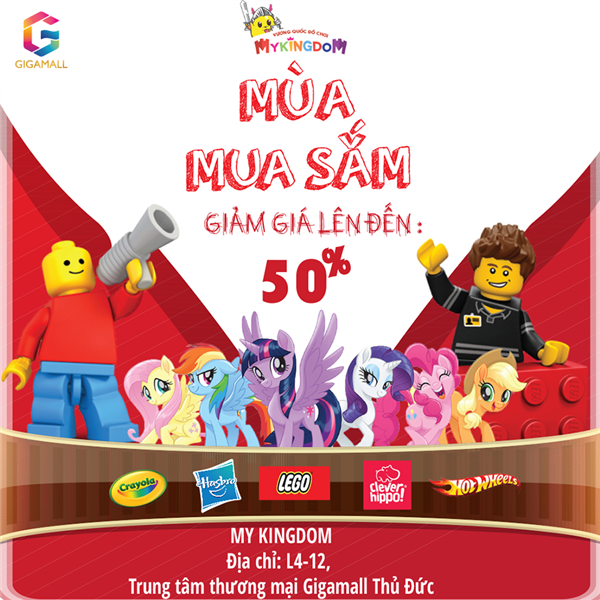 GIGAMALL
VƯƠNG QUỐC ĐỒ CHƠI
MYKINGDOM
MÙA
MUA SẮM
GIẢM GIÁ LÊN ĐẾN :
50%
Crayola
Hasbro
LEGO
clever
hippo!
HOT WHEELS
MY KINGDOM
Địa chỉ: L4-12,
Trung tâm thương mại Gigamall Thủ Đức